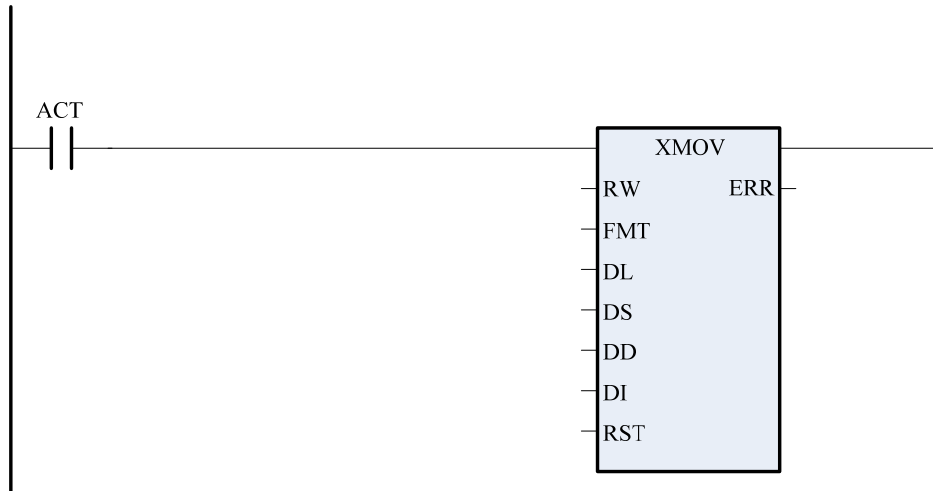 ACT
XMOV
RW ERR
FMT
DL
DS
DD
DI
RST